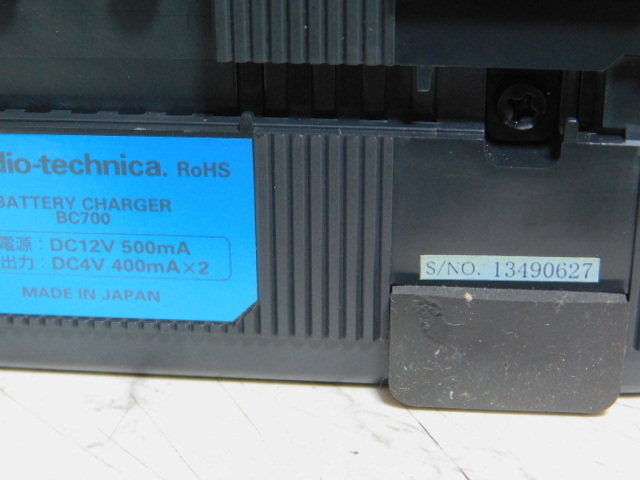 dio-technica. RoHS
BATTERY CHARGER
BC700
電源 : DC12V 500mA
出力 : DC4V 400mA×2
MADE IN JAPAN
S/NO. 13490627